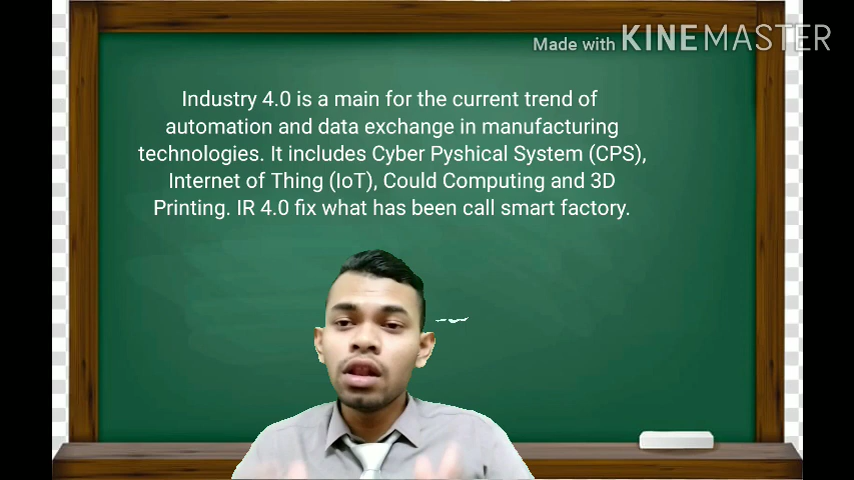 Made with KINEMASTER
Industry 4.0 is a main for the current trend of
automation and data exchange in manufacturing
technologies. It includes Cyber Pyshical System (CPS),
Internet of Thing (IoT), Could Computing and 3D
Printing. IR 4.0 fix what has been call smart factory.